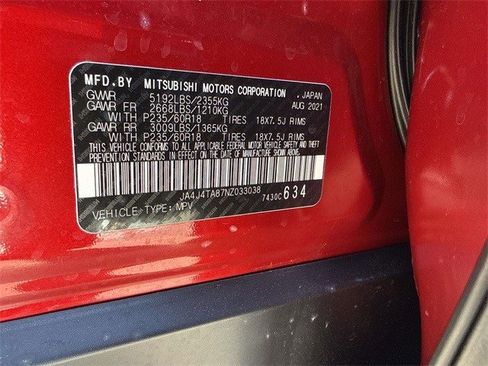 MFD.BY MITSUBISHI MOTORS CORPORATION , JAPAN
GVWR 5192LBS/2355KG AUG 2021
GAWR FR 2668LBS/1210KG
WITH P235/60R18 TIRES 18X7.5J RIMS
GAWR RR 3009LBS/1365KG
WITH P235/60R18 TIRES 18X7.5J RIMS
THIS VEHICLE CONFORMS TO ALL APPLICABLE FEDERAL MOTOR VEHICLE SAFETY AND THEFT
PREVENTION STANDARDS IN EFFECT ON THE DATE OF MANUFACTURE SHOWN ABOVE.
JA4J4TA87NZ033038
7430C 634
VEHICLE TYPE:MPV